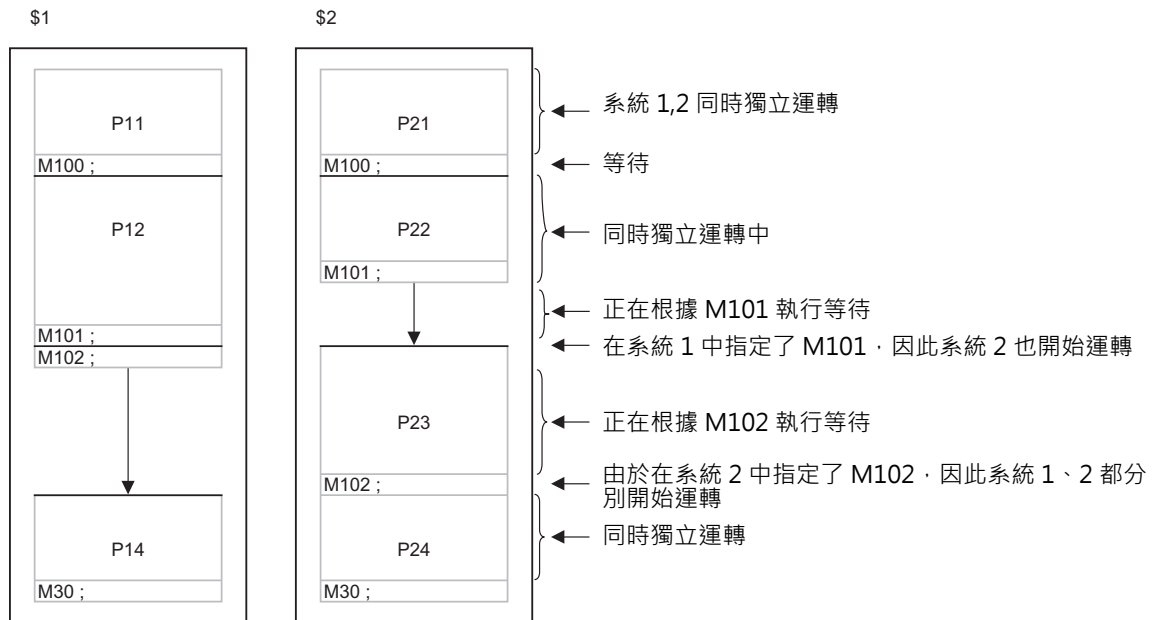 $1
$2
P11
M100 ;
P12
M101 ;
M102 ;
P14
M30 ;
P21
M100 ;
P22
M101 ;
P23
M102 ;
P24
M30 ;
系統 1,2 同時獨立運轉
等待
同時獨立運轉中
正在根據 M101 執行等待
在系統 1 中指定了 M101，因此系統 2 也開始運轉
正在根據 M102 執行等待
由於在系統 2 中指定了 M102，因此系統 1、2 都分
別開始運轉
同時獨立運轉